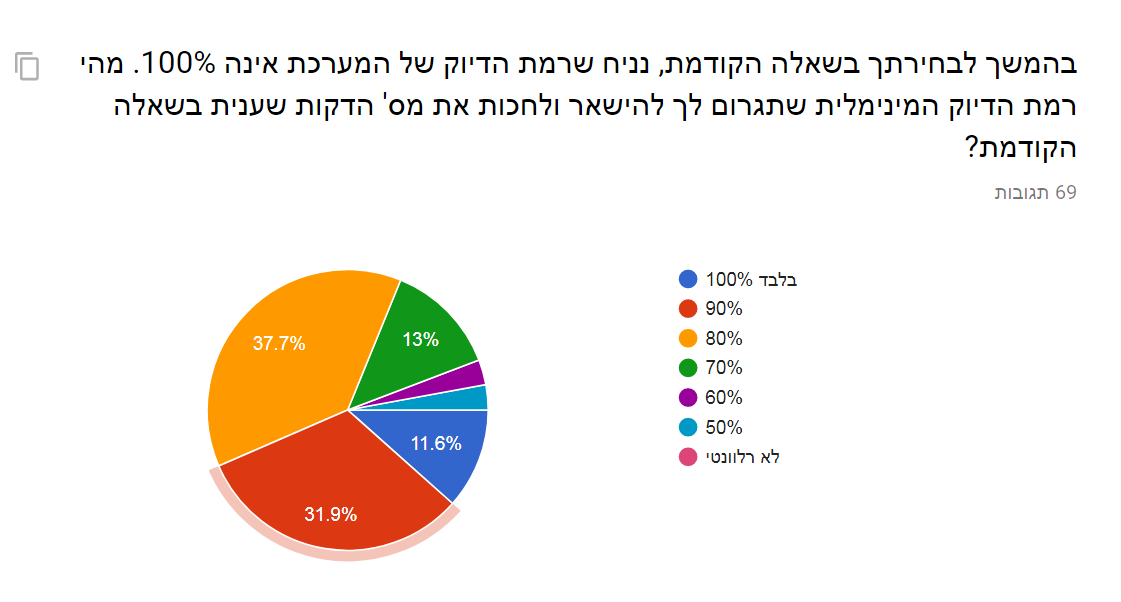 בהמשך לבחירתך בשאלה הקודמת, נניח שרמת הדיוק של המערכת אינה 100%. מהי
רמת הדיוק המינימלית שתגרום לך להישאר ולחכות את מס' הדקות שענית בשאלה
הקודמת?
69 תגובות
100% בלבד
90%
80%
70%
60%
50%
לא רלוונטי
37.7%
13%
11.6%
31.9%